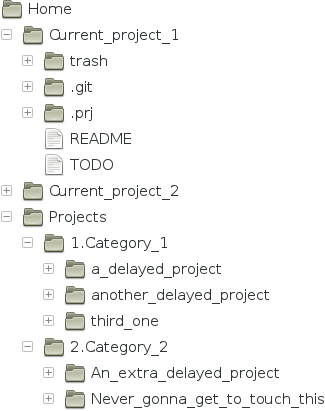 Home
Current_project_1
trash
.git
.prj
README
TODO
Current_project_2
Projects
1.Category_1
a_delayed_project
another_delayed_project
third_one
2.Category_2
An_extra_delayed_project
Never_gonna_get_to_touch_this